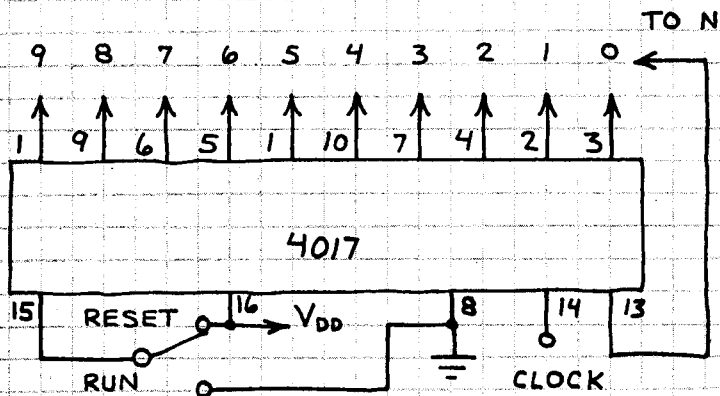 TO N
9 8 7 6 5 4 3 2 1 0
1 9 6 5 1 10 7 4 2 3
4017
15 16 8 14 13
RESET VDD
RUN CLOCK